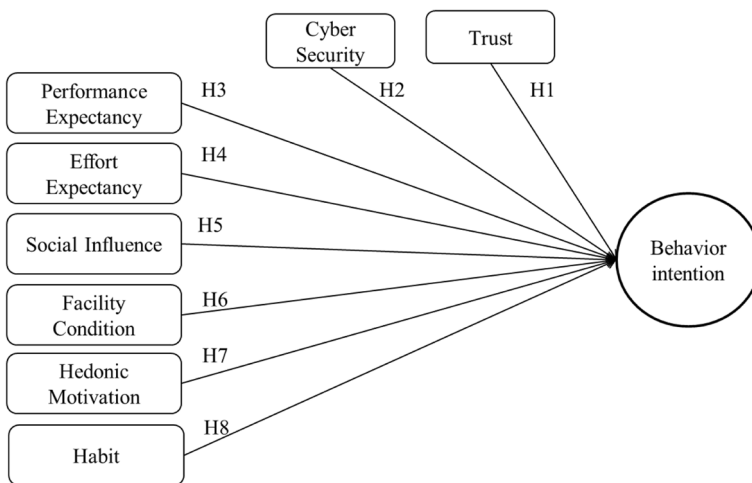 Cyber
Security
Trust
Performance
Expectancy
H3
H2
H1
Effort
Expectancy
H4
Social Influence
H5
Behavior
intention
Facility
Condition
H6
Hedonic
Motivation
H7
Habit
H8